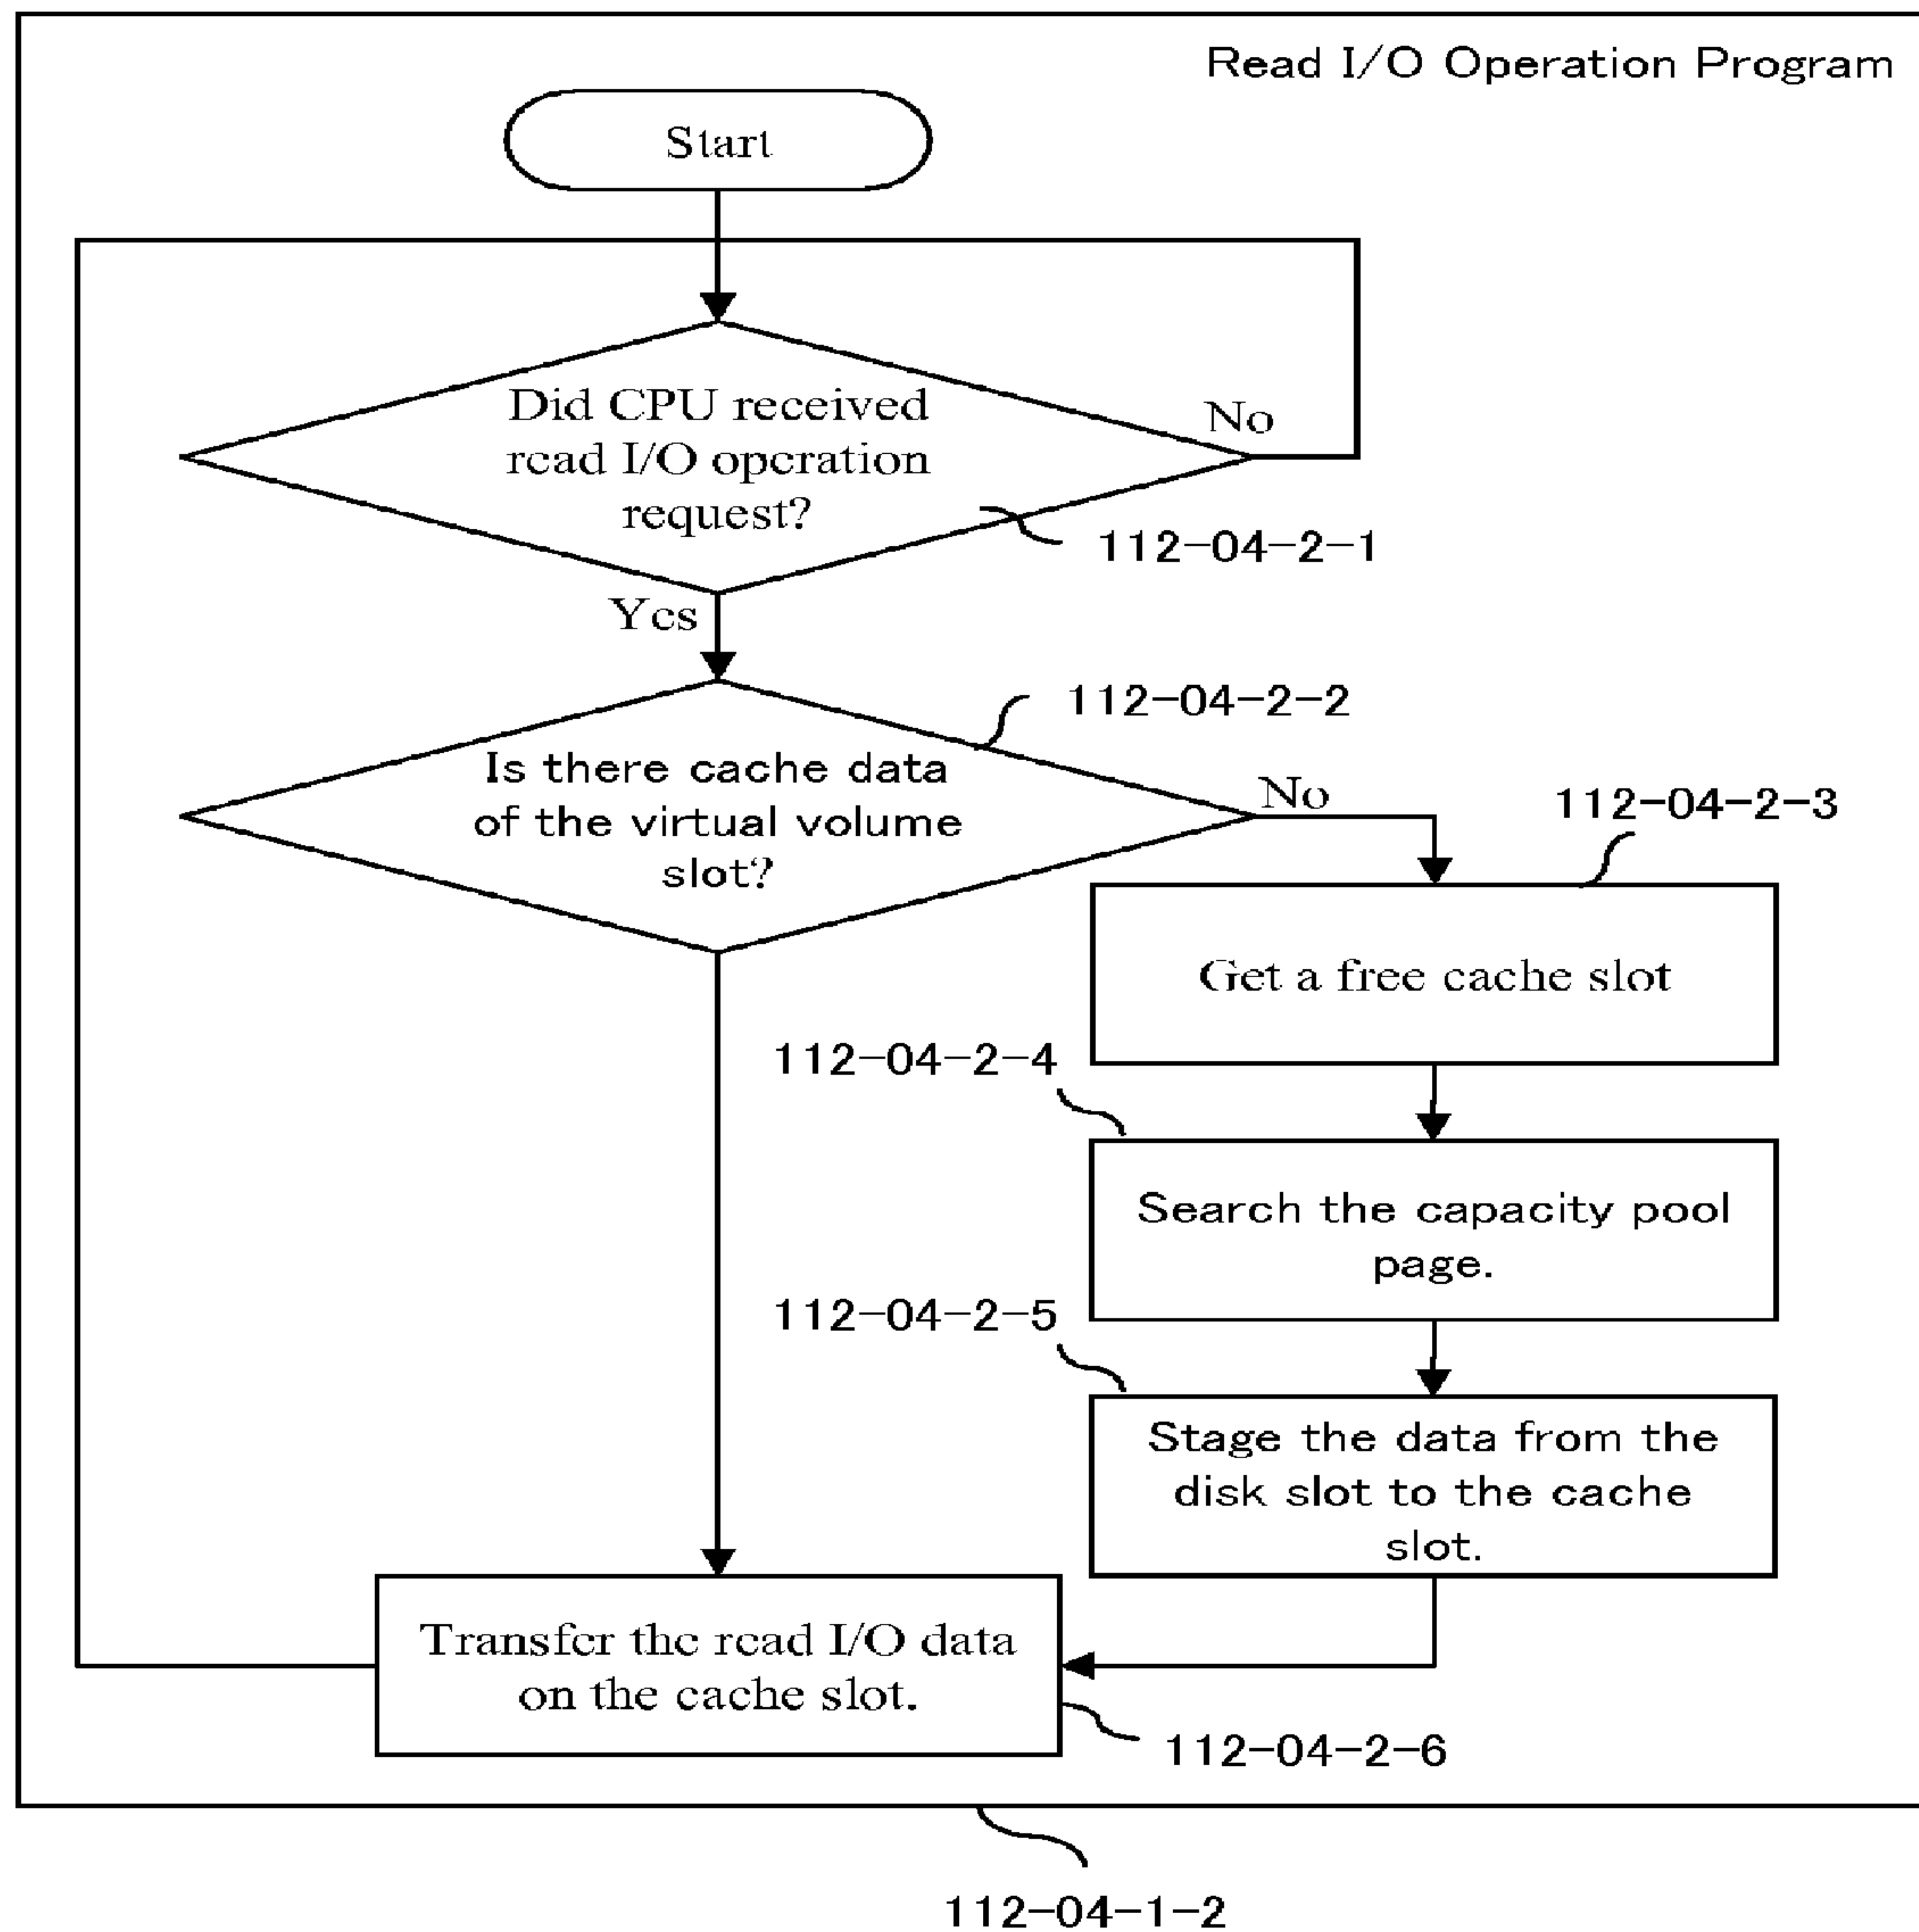 Read I/O Operation Program
Start
Did CPU received
read I/O operation
request?
No
112-04-2-1
Yes
112-04-2-2
Is there cache data
of the virtual volume
slot?
No
112-04-2-3
Get a free cache slot
112-04-2-4
Search the capacity pool
page.
112-04-2-5
Stage the data from the
disk slot to the cache
slot.
Transfer the read I/O data
on the cache slot.
112-04-2-6
112-04-1-2